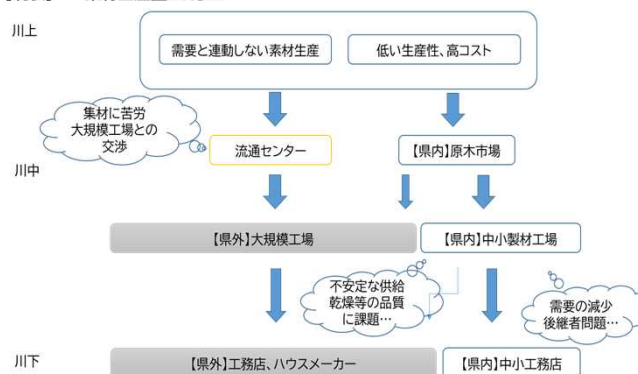 川上
需要と連動しない素材生産
低い生産性、高コスト
集材に苦労
大規模工場との
交渉
流通センター
【県内】原木市場
川中
【県外】大規模工場
【県内】中小製材工場
不安定な供給
乾燥等の品質
に課題…
需要の減少
後継者問題…
川下
【県外】工務店、ハウスメーカー
【県内】中小工務店